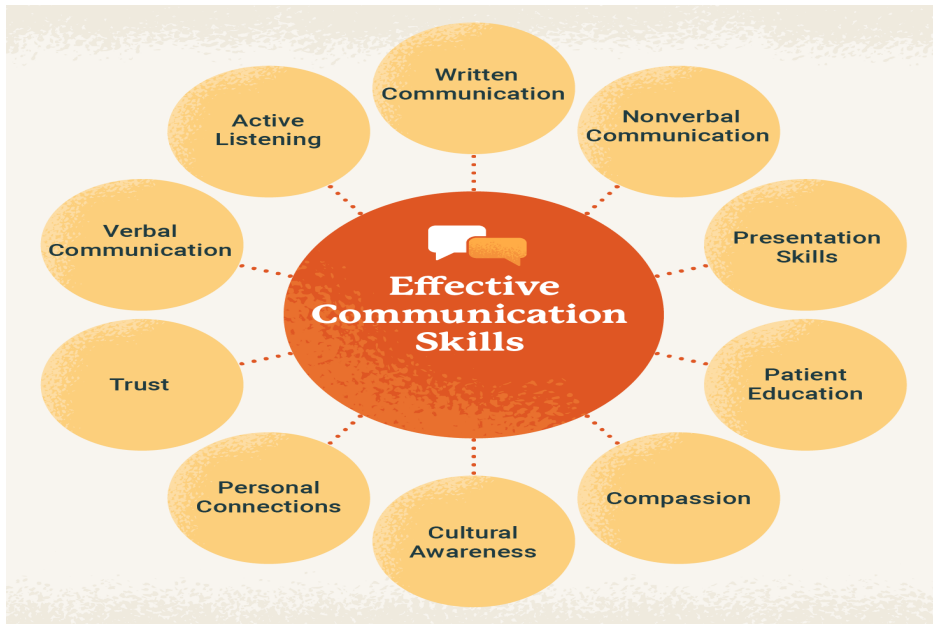 Written
Communication
Nonverbal
Communication
Presentation
Skills
Patient
Education
Compassion
Cultural
Awareness
Personal
Connections
Trust
Verbal
Communication
Active
Listening
Effective
Communication
Skills